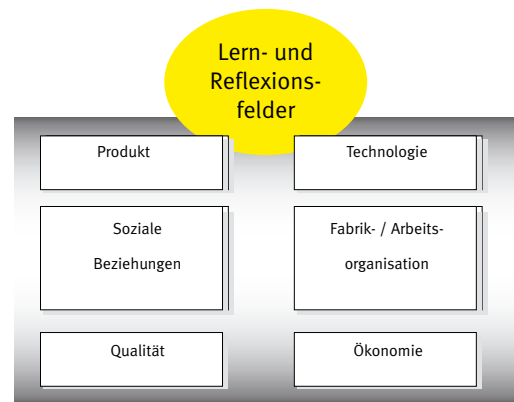 Lern- und
Reflexions-
felder
Produkt
Technologie
Soziale
Beziehungen
Fabrik- / Arbeits-
organisation
Qualität
Ökonomie